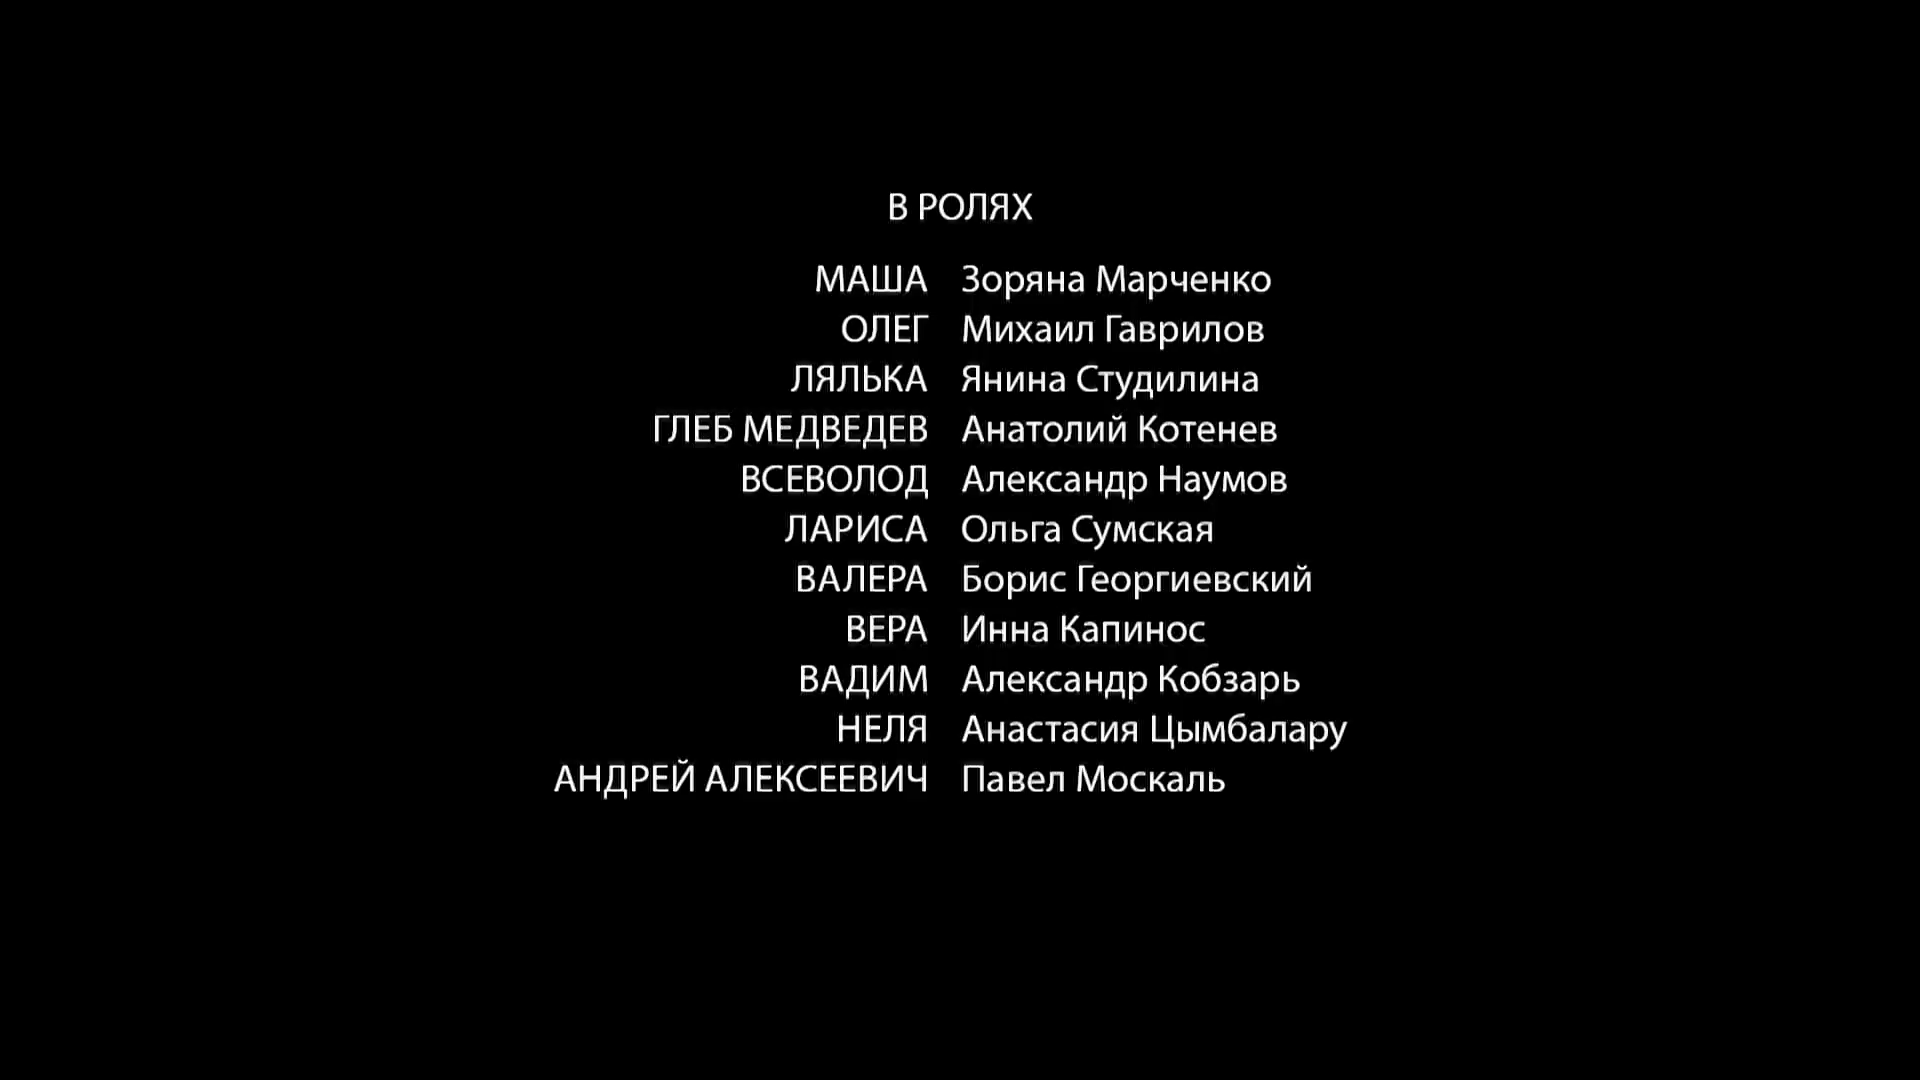 В РОЛЯХ
МАША Зоряна Марченко
ОЛЕГ Михаил Гаврилов
ЛЯЛЬКА Янина Студилина
ГЛЕБ МЕДВЕДЕВ Анатолий Котенев
ВСЕВОЛОД Александр Наумов
ЛАРИСА Ольга Сумская
ВАЛЕРА Борис Георгиевский
ВЕРА Инна Капинос
ВАДИМ Александр Кобзарь
НЕЛЯ Анастасия Цымбалару
АНДРЕЙ АЛЕКСЕЕВИЧ Павел Москаль